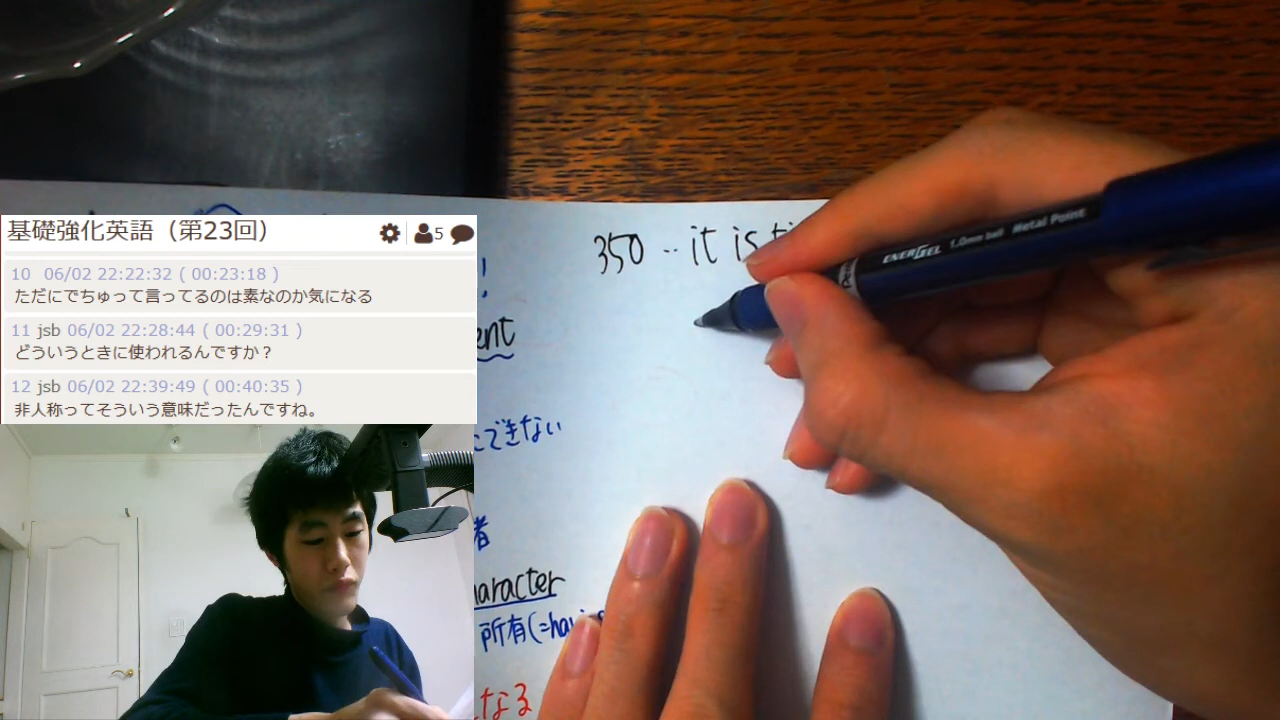 基礎強化英語（第23回）
5
10 06/02 22:22:32 ( 00:23:18 )
ただにでちゅって言ってるのは素なのか気になる
11 jsb 06/02 22:28:44 ( 00:29:31 )
どういうときに使われるんですか？
12 jsb 06/02 22:39:49 ( 00:40:35 )
非人称ってそういう意味だったんですね。
350 ‥ it is
!
ent
にできない
者
haracter
所有(=havi
になる
ENERGEL 1.0mm ball Metal Point
Pe